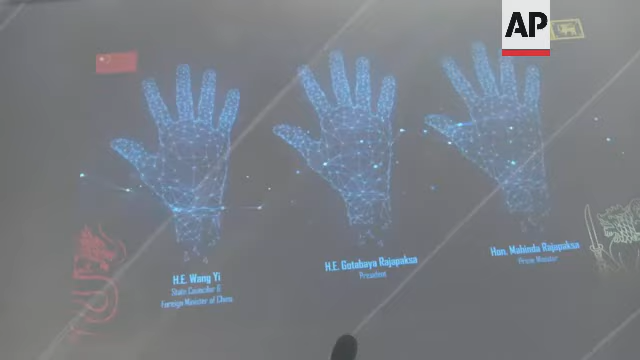 AP
H.E. Wang Yi
State Councilor &
Foreign Minister of China
H.E. Gotabaya Rajapaksa
President
Hon. Mahinda Rajapaksa
Prime Minister